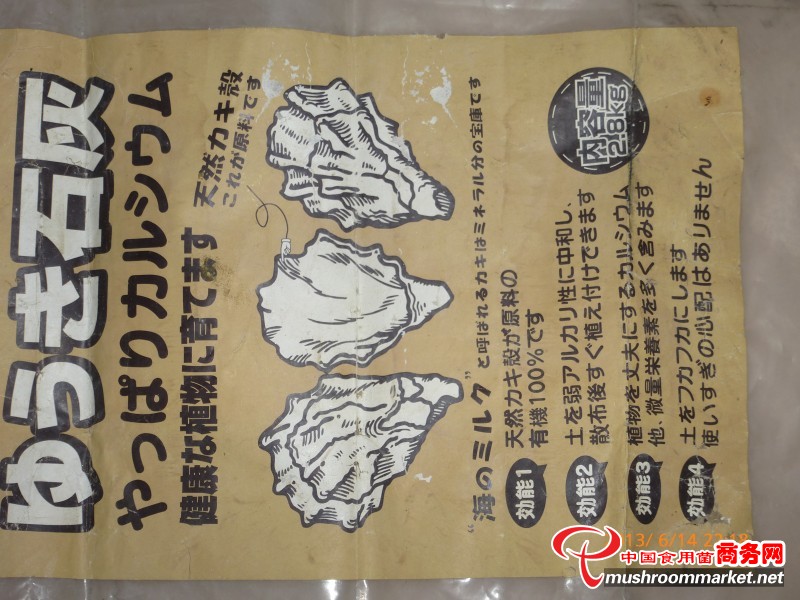 ゆうき石灰
やっぱりカルシウム
健康な植物に育てます
天然カキ殻
これが原料です
“海のミルク”と呼ばれるカキはミネラル分の宝庫です
効能1
天然カキ殻が原料の
有機100%です
効能2
土を弱アルカリ性に中和し、
散布後すぐ植え付けできます
効能3
植物を丈夫にするカルシウム
他、微量栄養素を多く含みます
効能4
土をフカフカにします
使いすぎの心配はありません
内容量
2.8kg
13/ 6/14 22:18
中国食用菌商务网
mushroommarket.net